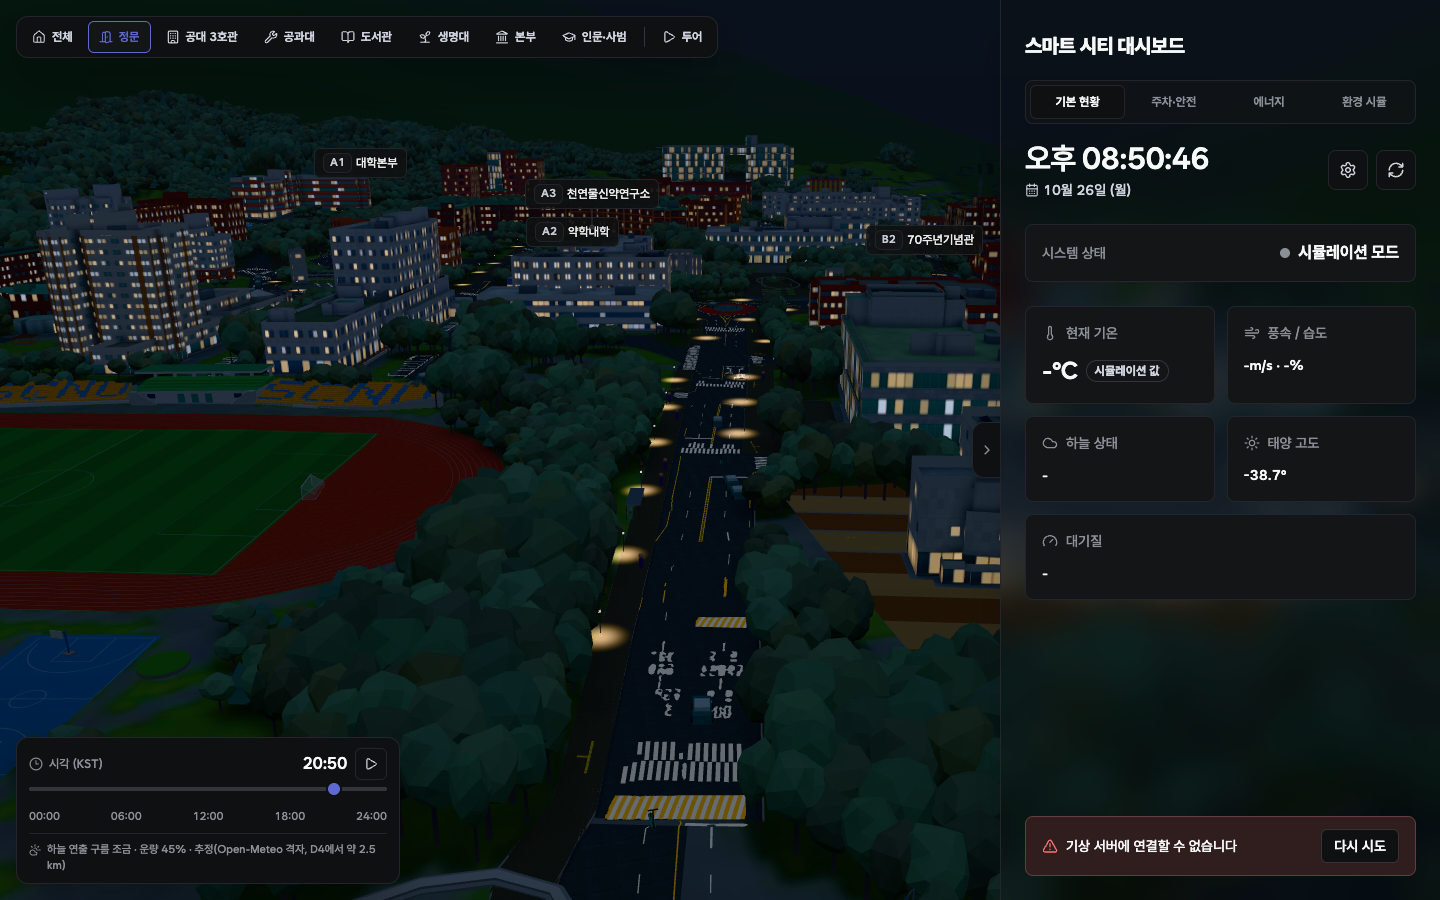 전체
정문
공대 3호관
공과대
도서관
생명대
본부
인문·사범
투어
A1 대학본부
A3 천연물신약연구소
A2 약학대학
B2 70주년기념관
시각 (KST)
20:50
00:00 06:00 12:00 18:00 24:00
하늘 연출 구름 조금 · 운량 45% · 추정(Open-Meteo 격자, D4에서 약 2.5
km)
스마트 시티 대시보드
기본 현황 주차·안전 에너지 환경 시뮬
오후 08:50:46
10월 26일 (월)
시스템 상태
시뮬레이션 모드
현재 기온
-°C 시뮬레이션 값
풍속 / 습도
-m/s · -%
하늘 상태
-
태양 고도
-38.7°
대기질
-
기상 서버에 연결할 수 없습니다
다시 시도